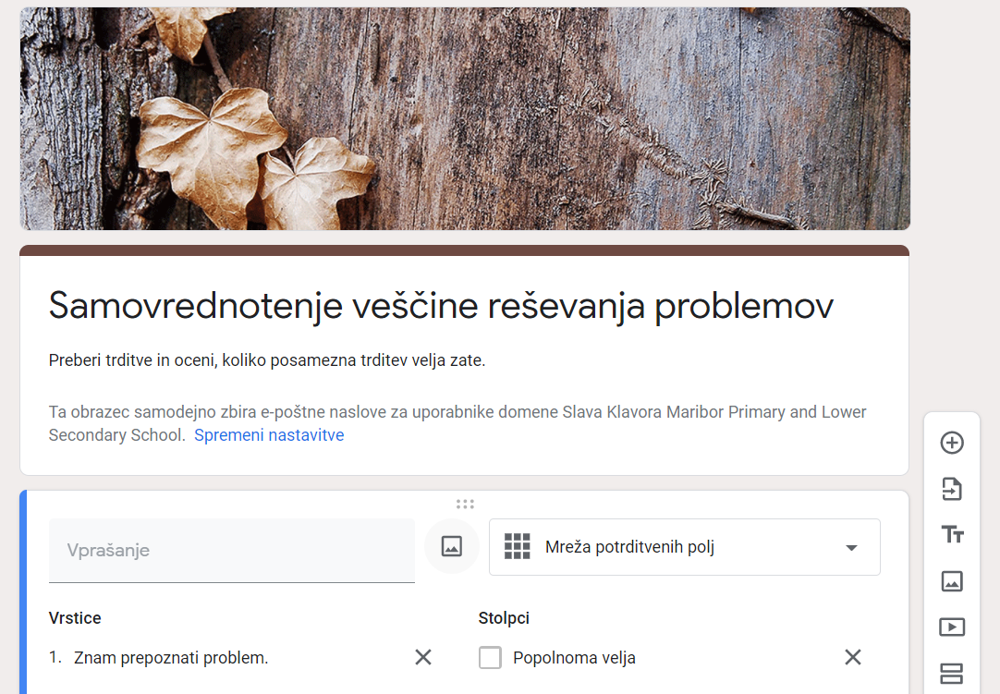 Samovrednotenje veščine reševanja problemov
Preberi trditve in oceni, koliko posamezna trditev velja zate.
Ta obrazec samodejno zbira e-poštne naslove za uporabnike domene Slava Klavora Maribor Primary and Lower
Secondary School. Spremeni nastavitve
Vprašanje
Mreža potrditvenih polj
Vrstice
Stolpci
1. Znam prepoznati problem.
Popolnoma velja